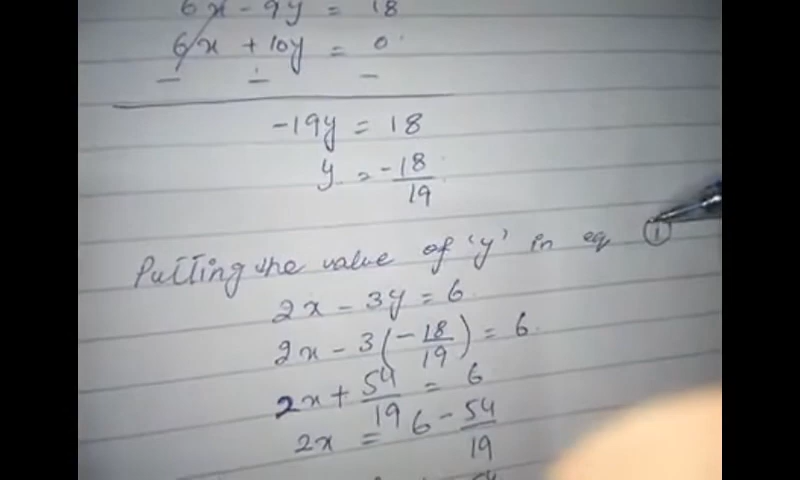 6x - 9y = 18
6x + 10y = 0
- - -
-19y = 18
y = -18/19
Putting the value of 'y' in eq ①
2x - 3y = 6
2x - 3(-18/19) = 6
2x + 54/19 = 6
2x = 6 - 54/19